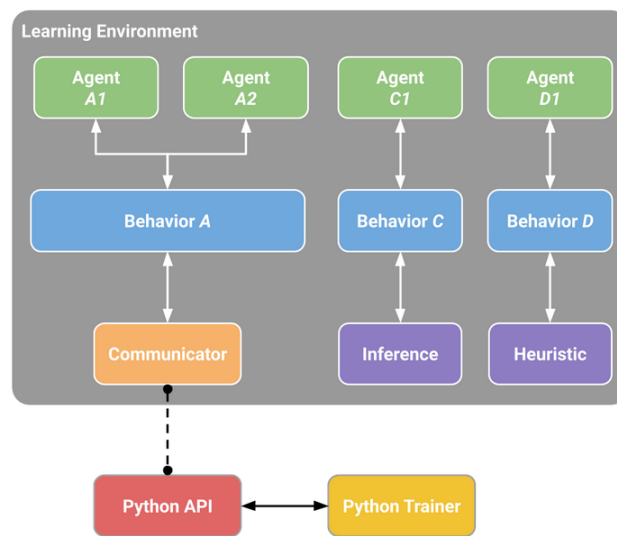 Learning Environment
Agent
A1
Agent
A2
Agent
C1
Agent
D1
Behavior A
Behavior C
Behavior D
Communicator
Inference
Heuristic
Python API
Python Trainer